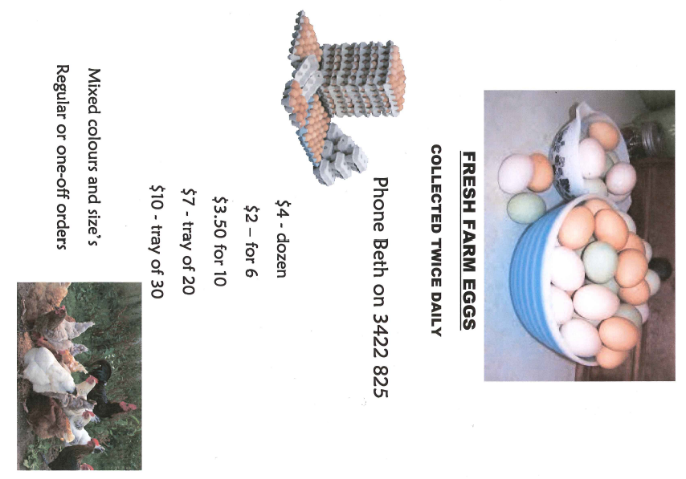 FRESH FARM EGGS
COLLECTED TWICE DAILY
Phone Beth on 3422 825
$4 - dozen
$2 – for 6
$3.50 for 10
$7 - tray of 20
$10 - tray of 30
Mixed colours and size's
Regular or one-off orders